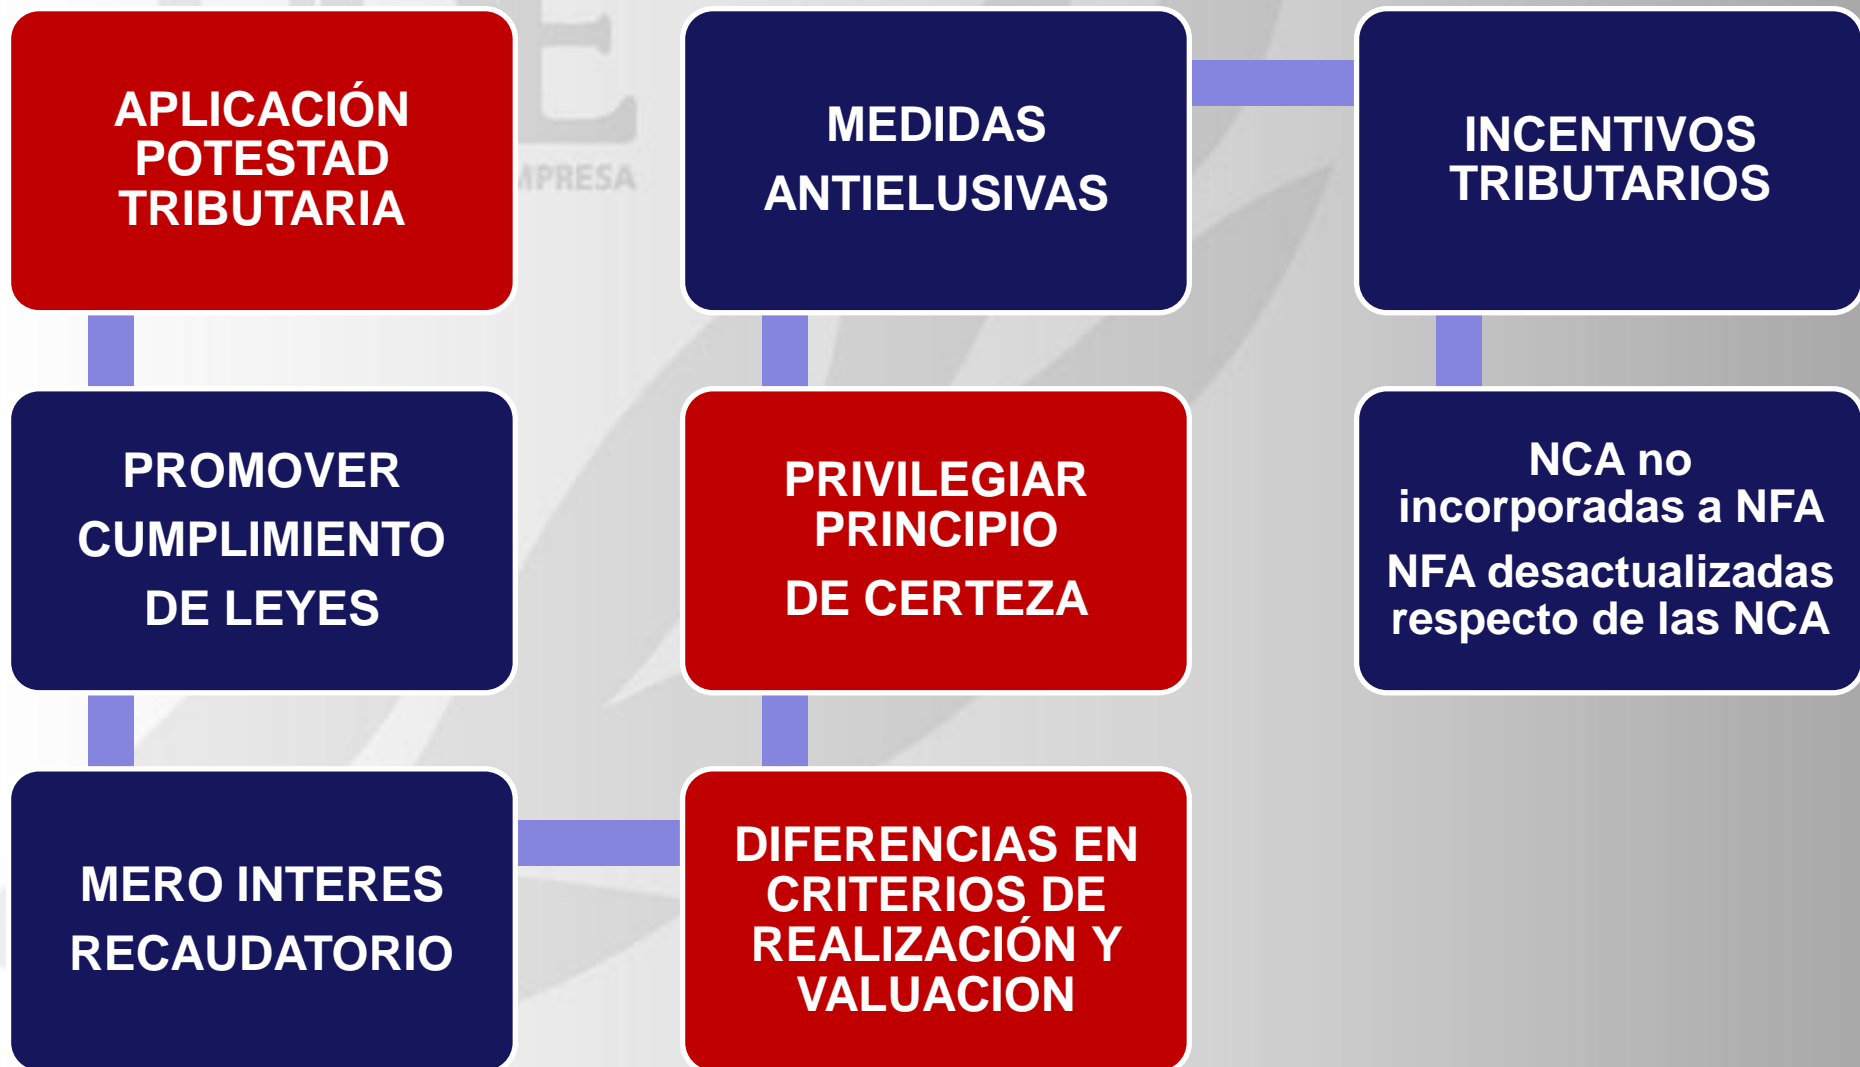 APLICACIÓN
POTESTAD
TRIBUTARIA
PROMOVER
CUMPLIMIENTO
DE LEYES
MERO INTERES
RECAUDATORIO
DIFERENCIAS EN
CRITERIOS DE
REALIZACIÓN Y
VALUACION
PRIVILEGIAR
PRINCIPIO
DE CERTEZA
MEDIDAS
ANTIELUSIVAS
INCENTIVOS
TRIBUTARIOS
NCA no
incorporadas a NFA
NFA desactualizadas
respecto de las NCA